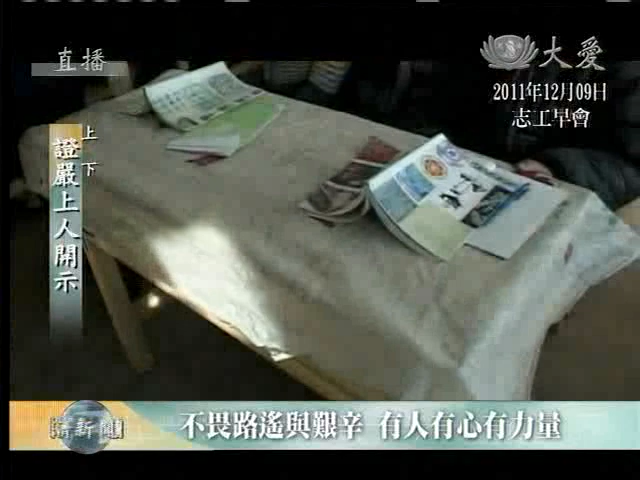 直播
大愛
2011年12月09日
志工早會
上下
證嚴上人開示
新聞
不畏路遙與艱辛 有人有心有力量